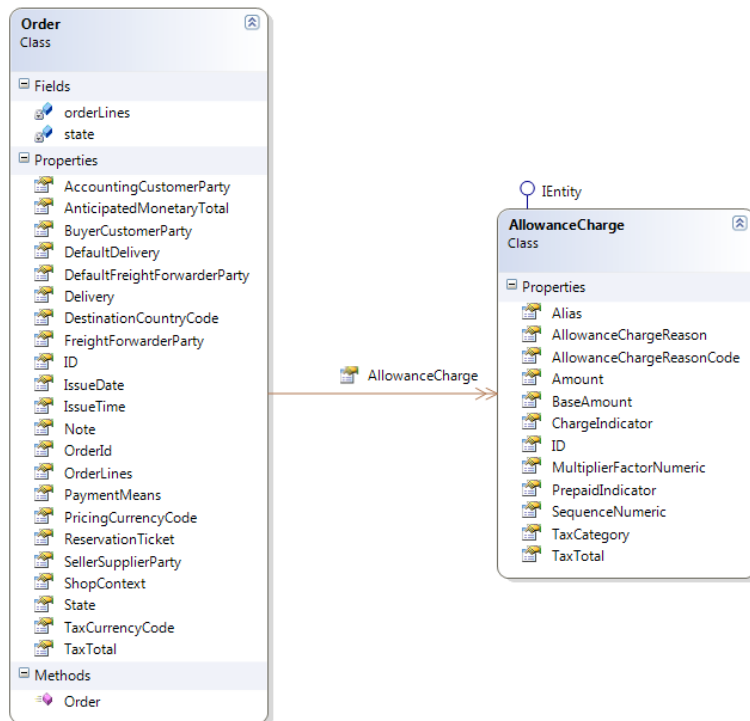 Order
Class
Fields
orderLines
state
Properties
AccountingCustomerParty
AnticipatedMonetaryTotal
BuyerCustomerParty
DefaultDelivery
DefaultFreightForwarderParty
Delivery
DestinationCountryCode
FreightForwarderParty
ID
IssueDate
IssueTime
Note
OrderId
OrderLines
PaymentMeans
PricingCurrencyCode
ReservationTicket
SellerSupplierParty
ShopContext
State
TaxCurrencyCode
TaxTotal
Methods
Order
AllowanceCharge
IEntity
AllowanceCharge
Class
Properties
Alias
AllowanceChargeReason
AllowanceChargeReasonCode
Amount
BaseAmount
ChargeIndicator
ID
MultiplierFactorNumeric
PrepaidIndicator
SequenceNumeric
TaxCategory
TaxTotal